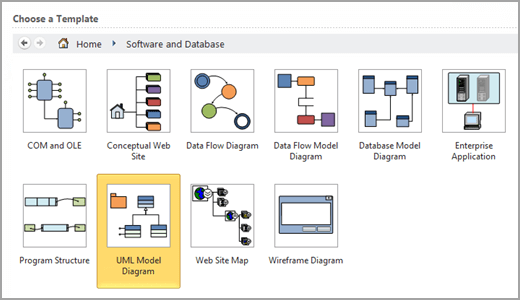 Choose a Template
Home Software and Database
COM and OLE
Conceptual Web
Site
Data Flow Diagram
Data Flow Model
Diagram
Database Model
Diagram
Enterprise
Application
Program Structure
UML Model
Diagram
Web Site Map
Wireframe Diagram